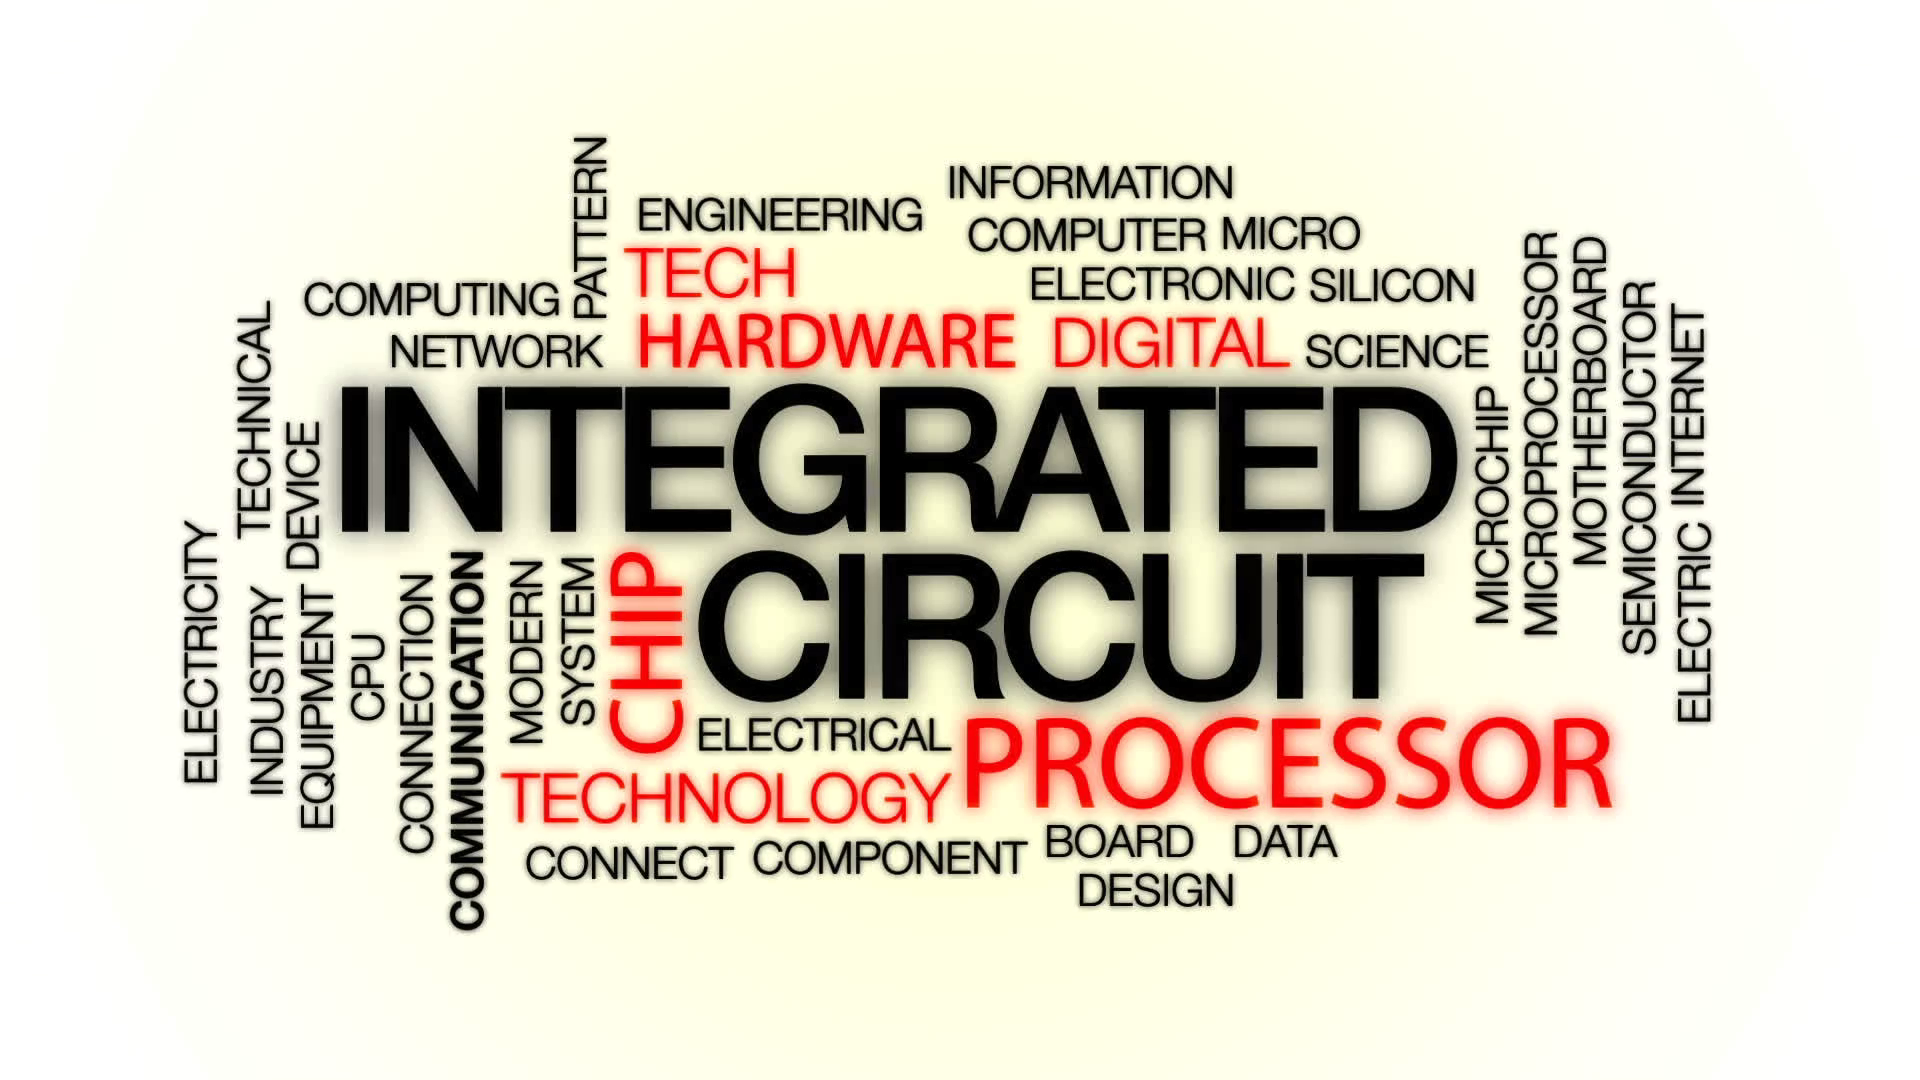 PATTERN
INFORMATION
ENGINEERING
COMPUTER MICRO
TECH
ELECTRONIC SILICON
COMPUTING
HARDWARE DIGITAL SCIENCE
NETWORK
TECHNICAL
DEVICE
INTEGRATED
CIRCUIT
MICROCHIP
MICROPROCESSOR
MOTHERBOARD
SEMICONDUCTOR
ELECTRIC INTERNET
ELECTRICITY
INDUSTRY
EQUIPMENT
CPU
CONNECTION
COMMUNICATION
MODERN
SYSTEM
CHIP
ELECTRICAL
PROCESSOR
TECHNOLOGY
CONNECT COMPONENT BOARD DATA
DESIGN